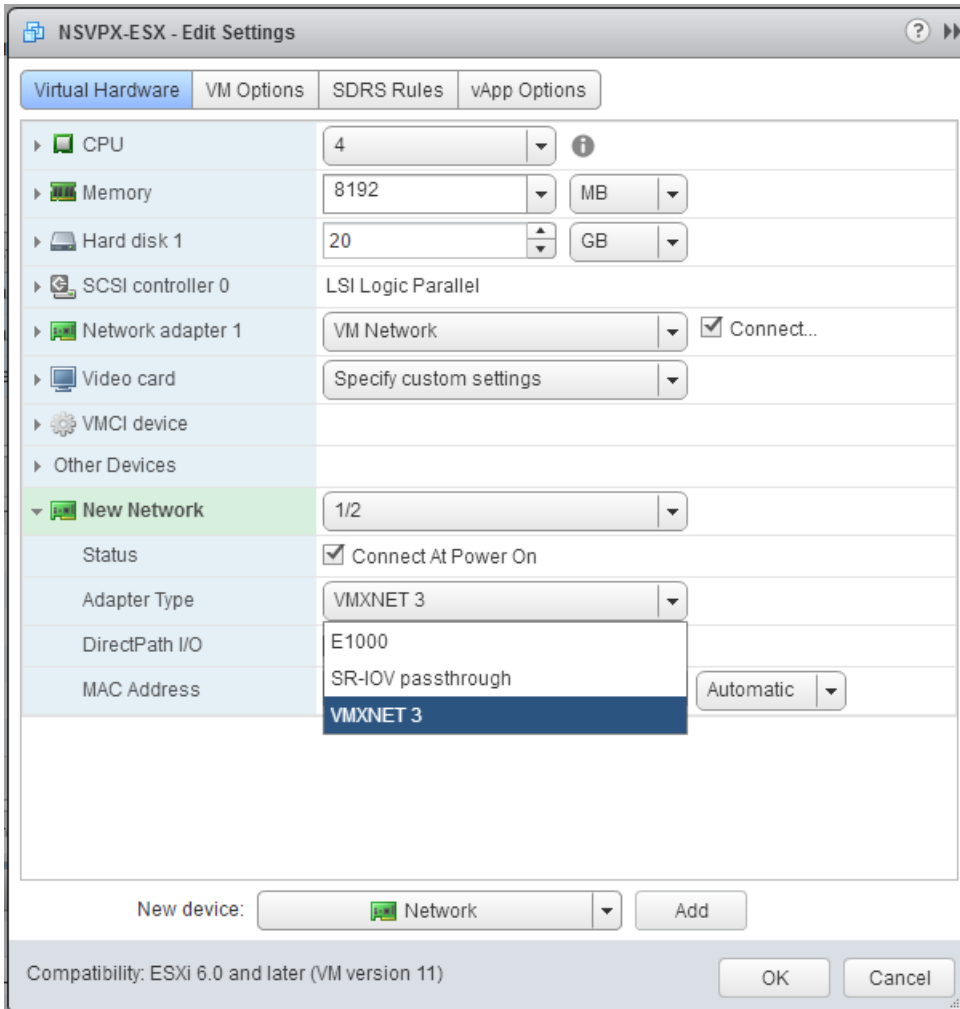 NSVPX-ESX - Edit Settings ?
Virtual Hardware VM Options SDRS Rules vApp Options
CPU 4
Memory 8192 MB
Hard disk 1 20 GB
SCSI controller 0 LSI Logic Parallel
Network adapter 1 VM Network Connect...
Video card Specify custom settings
VMCI device
Other Devices
New Network 1/2
Status Connect At Power On
Adapter Type VMXNET 3
DirectPath I/O E1000
SR-IOV passthrough
MAC Address Automatic
VMXNET 3
New device: Network Add
Compatibility: ESXi 6.0 and later (VM version 11) OK Cancel